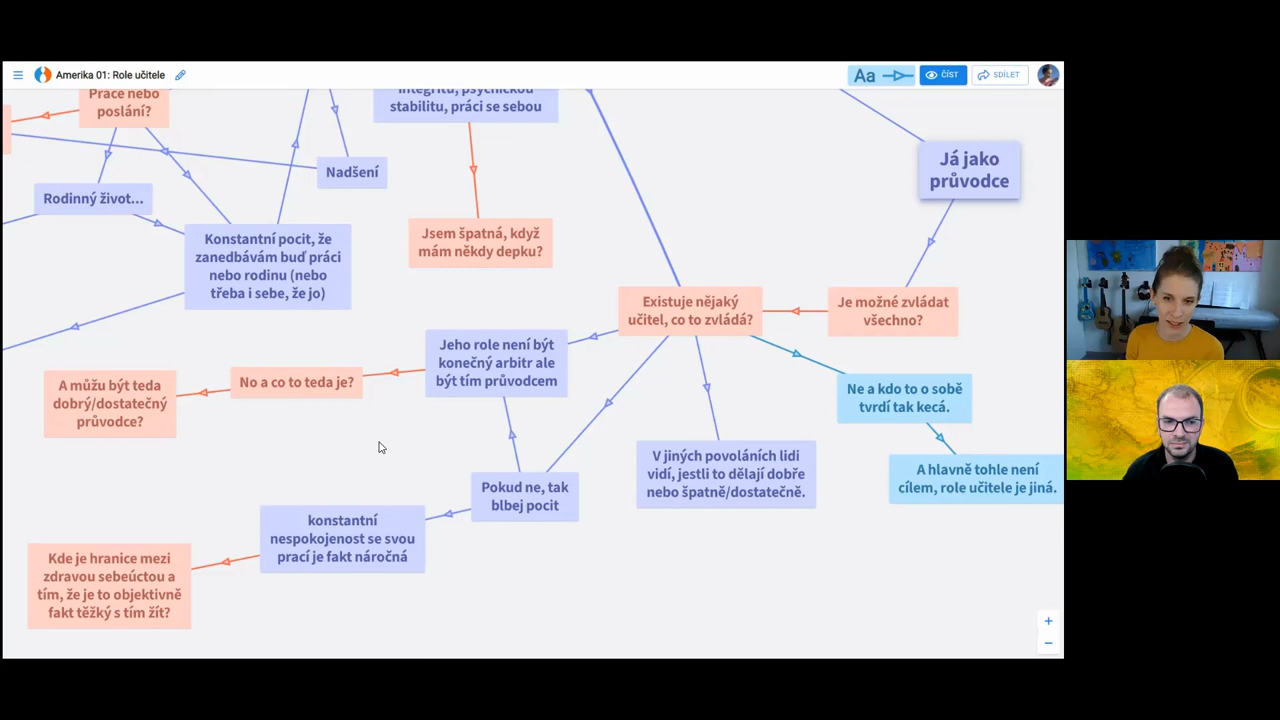 Amerika 01: Role učitele
Aa
ČÍST
SDÍLET
Práce nebo
poslání?
integritu, psychickou
stabilitu, práci se sebou
Nadšení
Já jako
průvodce
Rodinný život...
Konstantní pocit, že
zanedbávám buď práci
nebo rodinu (nebo
třeba i sebe, že jo)
Jsem špatná, když
mám někdy depku?
Existuje nějaký
učitel, co to zvládá?
Je možné zvládat
všechno?
Jeho role není být
konečný arbitr ale
být tím průvodcem
No a co to teda je?
A můžu být teda
dobrý/dostatečný
průvodce?
Ne a kdo to o sobě
tvrdí tak kecá.
V jiných povoláních lidi
vidí, jestli to dělají dobře
nebo špatně/dostatečně.
A hlavně tohle není
cílem, role učitele je jiná.
Pokud ne, tak
blbej pocit
konstantní
nespokojenost se svou
prací je fakt náročná
Kde je hranice mezi
zdravou sebeúctou a
tím, že je to objektivně
fakt těžký s tím žít?